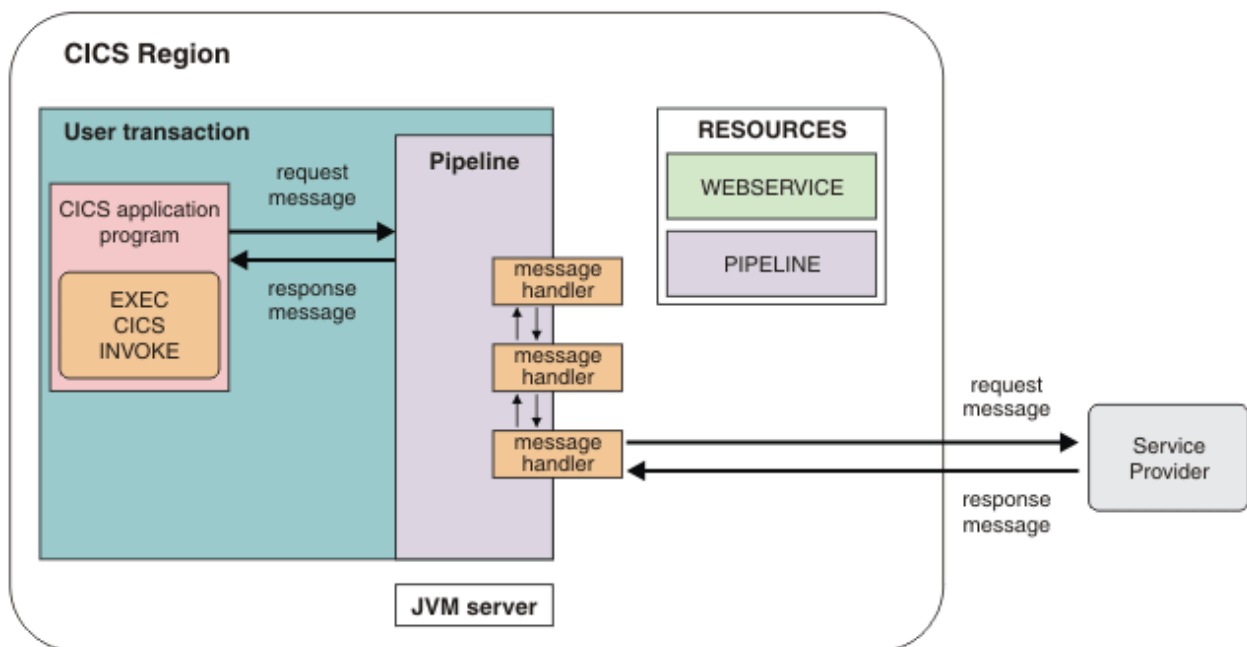 CICS Region
User transaction
CICS application
program
EXEC
CICS
INVOKE
request
message
response
message
Pipeline
message
handler
message
handler
message
handler
JVM server
RESOURCES
WEBSERVICE
PIPELINE
request
message
response
message
Service
Provider